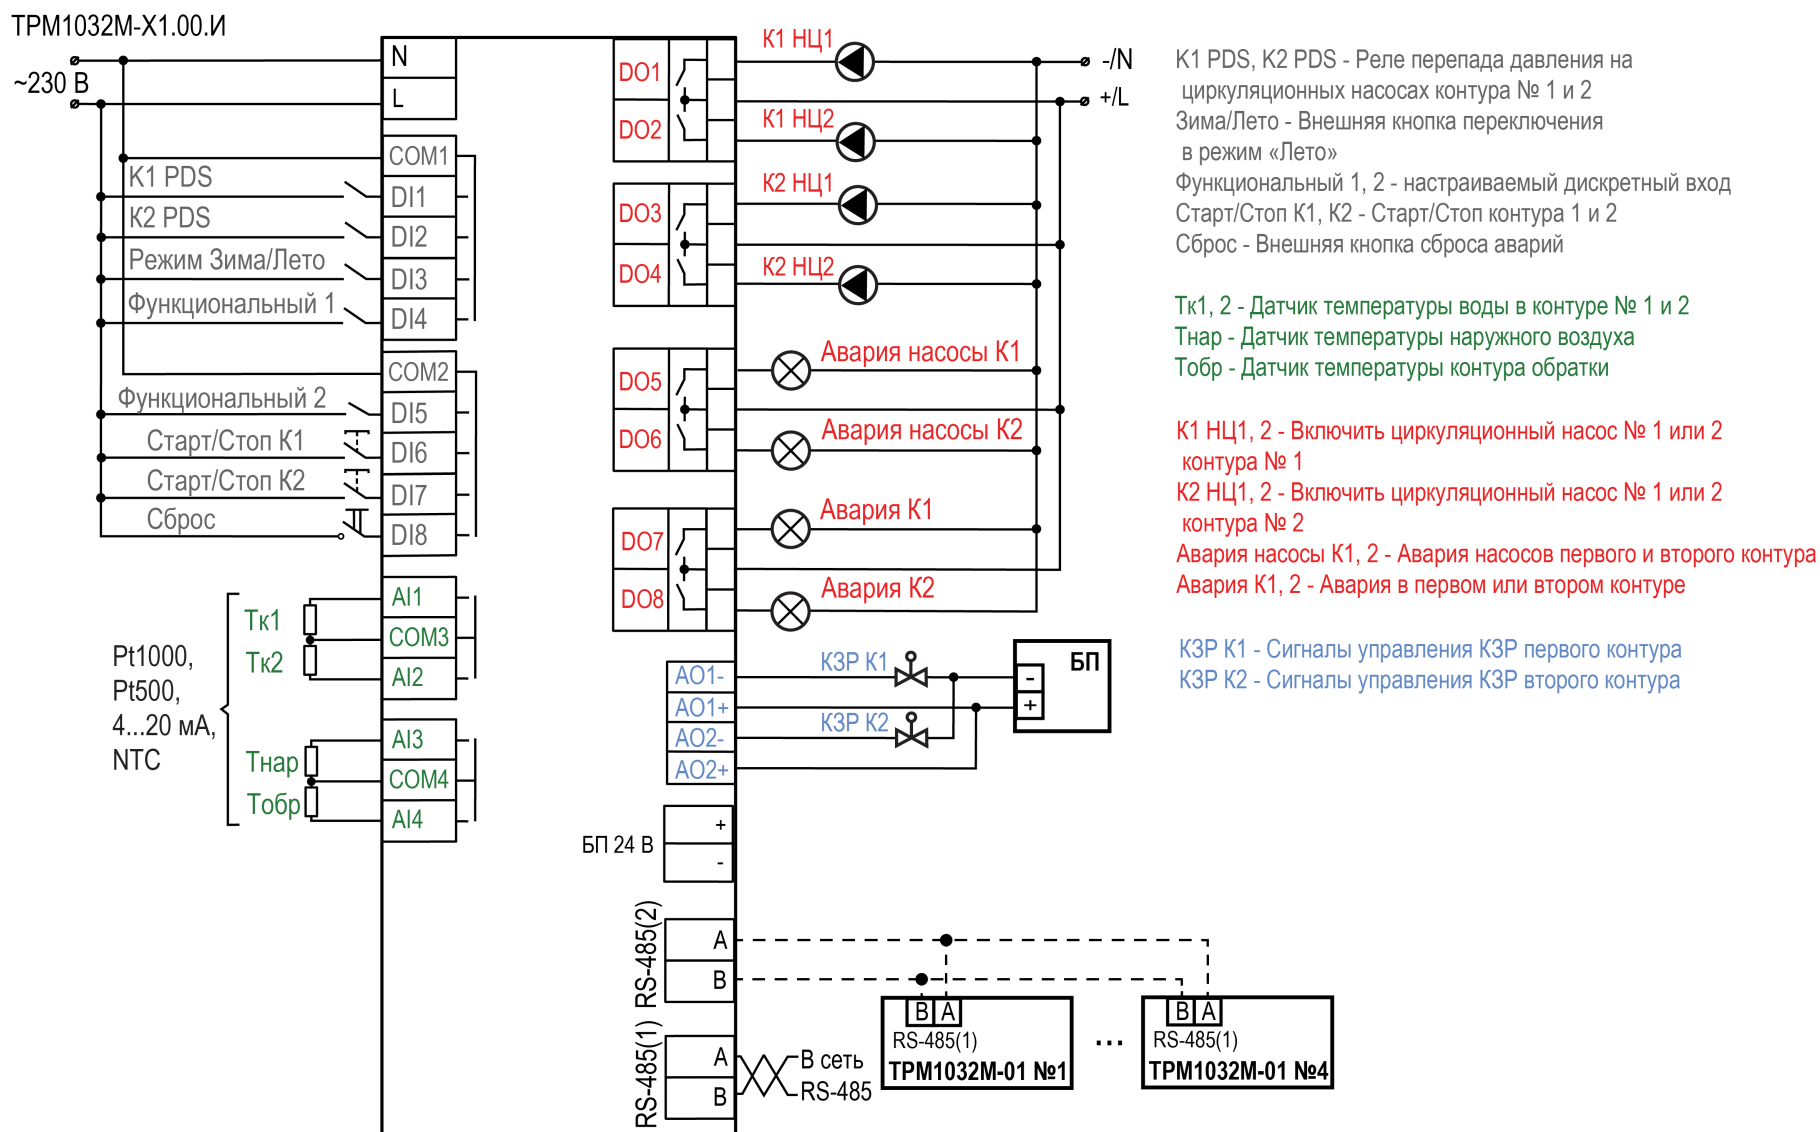 ТРМ1032М-Х1.00.И
~230 В
N
L
COM1
K1 PDS
DI1
К2 PDS
DI2
Режим Зима/Лето
DI3
Функциональный 1
DI4
COM2
Функциональный 2
DI5
Старт/Стоп К1
DI6
Старт/Стоп К2
DI7
Сброс
DI8
Pt1000,
Pt500,
4...20 мА,
NTC
Тк1
Тк2
AI1
COM3
AI2
Тнар
Тобр
AI3
COM4
AI4
DO1
DO2
К1 НЦ1
К1 НЦ2
-/N
+/L
DO3
DO4
К2 НЦ1
К2 НЦ2
DO5
DO6
Авария насосы К1
Авария насосы К2
DO7
DO8
Авария К1
Авария К2
AO1-
AO1+
AO2-
AO2+
КЗР К1
КЗР К2
БП
-
+
БП 24 В
+
-
RS-485(2)
A
B
RS-485(1)
A
B
В сеть
RS-485
B A
RS-485(1)
ТРМ1032М-01 №1
...
B A
RS-485(1)
ТРМ1032М-01 №4
K1 PDS, K2 PDS - Реле перепада давления на
циркуляционных насосах контура № 1 и 2
Зима/Лето - Внешняя кнопка переключения
в режим «Лето»
Функциональный 1, 2 - настраиваемый дискретный вход
Старт/Стоп К1, К2 - Старт/Стоп контура 1 и 2
Сброс - Внешняя кнопка сброса аварий
Тк1, 2 - Датчик температуры воды в контуре № 1 и 2
Тнар - Датчик температуры наружного воздуха
Тобр - Датчик температуры контура обратки
К1 НЦ1, 2 - Включить циркуляционный насос № 1 или 2
контура № 1
К2 НЦ1, 2 - Включить циркуляционный насос № 1 или 2
контура № 2
Авария насосы К1, 2 - Авария насосов первого и второго контура
Авария К1, 2 - Авария в первом или втором контуре
КЗР К1 - Сигналы управления КЗР первого контура
КЗР К2 - Сигналы управления КЗР второго контура